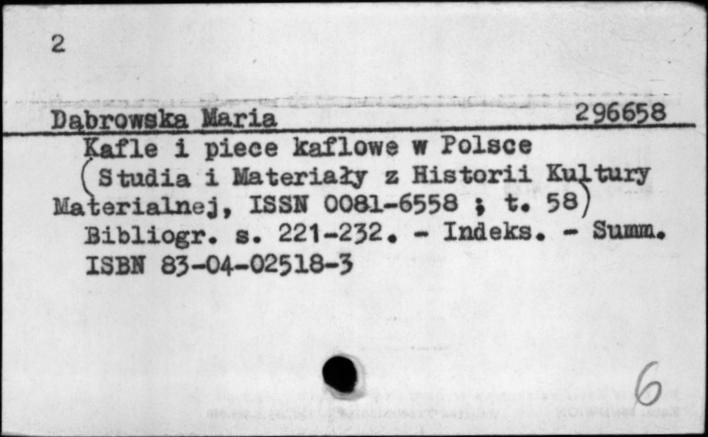 2
Dąbrowska Maria 296658
Kafle i piece kaflowe w Polsce
(Studia i Materiały z Historii Kultury
Materialnej, ISSN 0081-6558 ; t. 58)
Bibliogr. s. 221-232. - Indeks. - Summ.
ISBN 83-04-02518-3
6